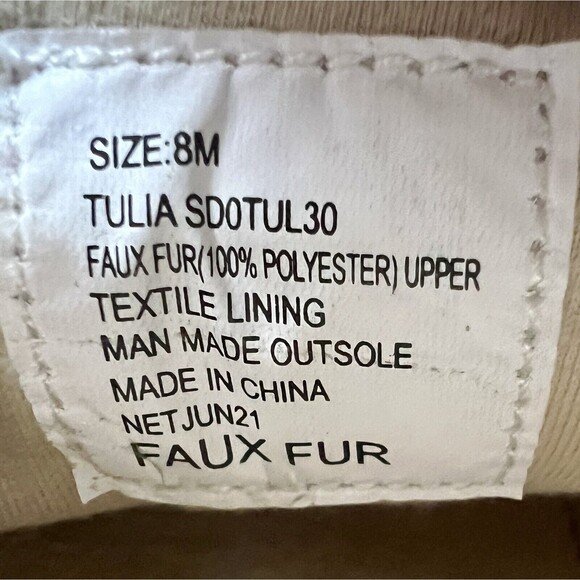 SIZE:8M
TULIA SD0TUL30
FAUX FUR(100% POLYESTER) UPPER
TEXTILE LINING
MAN MADE OUTSOLE
MADE IN CHINA
NETJUN21
FAUX FUR